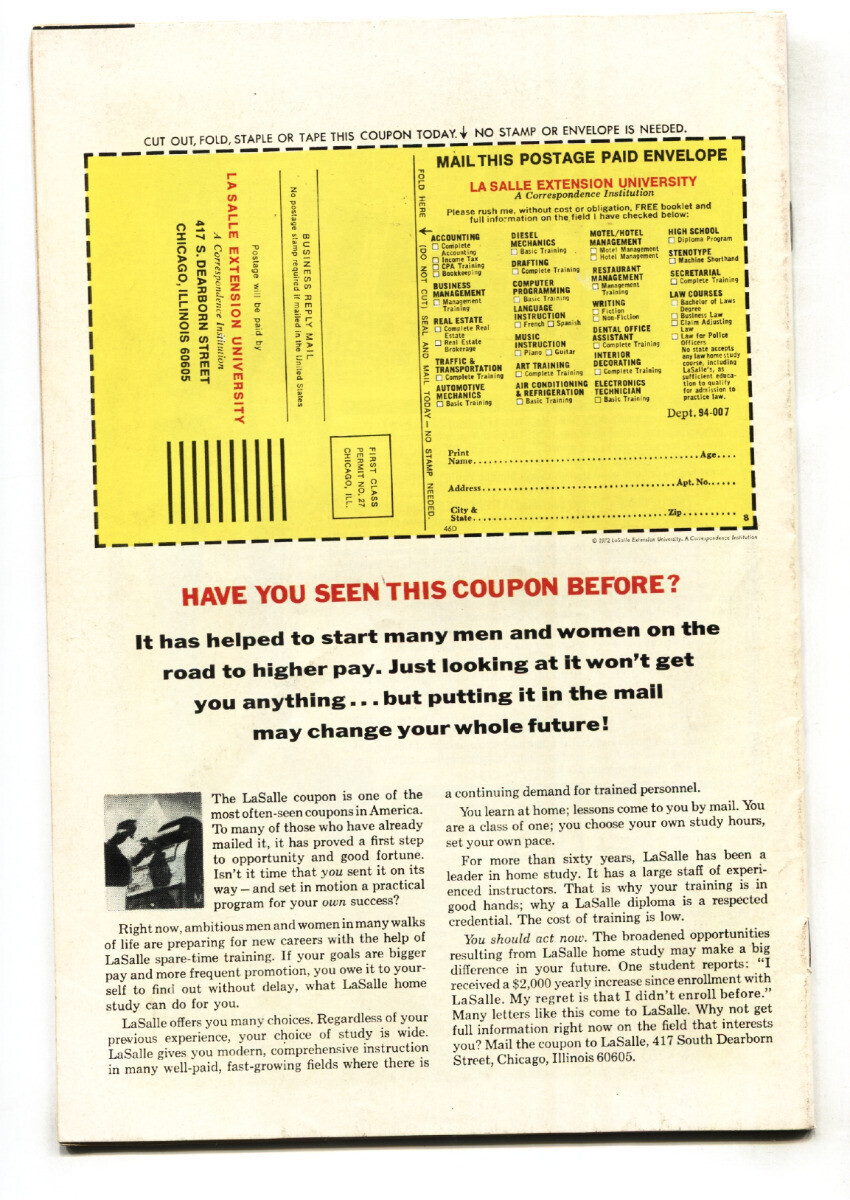 CUT OUT, FOLD, STAPLE OR TAPE THIS COUPON TODAY. ↓ NO STAMP OR ENVELOPE IS NEEDED.
LA SALLE EXTENSION UNIVERSITY
A Correspondence Institution
417 S. DEARBORN STREET
CHICAGO, ILLINOIS 60605
Postage will be paid by
BUSINESS REPLY MAIL
No postage stamp required if mailed in the United States
FIRST CLASS
PERMIT NO. 27
CHICAGO, ILL.
FOLD HERE ↓ (DO NOT CUT) SEAL AND MAIL TODAY — NO STAMP NEEDED.
MAIL THIS POSTAGE PAID ENVELOPE
LA SALLE EXTENSION UNIVERSITY
A Correspondence Institution
Please rush me, without cost or obligation, FREE booklet and
full information on the field I have checked below:
ACCOUNTING
☐ Complete
Accounting
☐ Income Tax
☐ CPA Training
☐ Bookkeeping
BUSINESS
MANAGEMENT
☐ Management
Training
REAL ESTATE
☐ Complete Real
Estate
☐ Real Estate
Brokerage
TRAFFIC &
TRANSPORTATION
☐ Complete Training
AUTOMOTIVE
MECHANICS
☐ Basic Training
DIESEL
MECHANICS
☐ Basic Training
DRAFTING
☐ Complete Training
COMPUTER
PROGRAMMING
☐ Basic Training
LANGUAGE
INSTRUCTION
☐ French ☐ Spanish
MUSIC
INSTRUCTION
☐ Piano ☐ Guitar
ART TRAINING
☐ Complete Training
AIR CONDITIONING
& REFRIGERATION
☐ Basic Training
MOTEL/HOTEL
MANAGEMENT
☐ Motel Management
☐ Hotel Management
RESTAURANT
MANAGEMENT
☐ Management
Training
WRITING
☐ Fiction
☐ Non-Fiction
DENTAL OFFICE
ASSISTANT
☐ Complete Training
INTERIOR
DECORATING
☐ Complete Training
ELECTRONICS
TECHNICIAN
☐ Basic Training
HIGH SCHOOL
☐ Diploma Program
STENOTYPE
☐ Machine Shorthand
SECRETARIAL
☐ Complete Training
LAW COURSES
☐ Bachelor of Laws
Degree
☐ Business Law
☐ Claim Adjusting
Law
☐ Law for Police
Officers
No state accepts
any law home study
course, including
LaSalle's, as
sufficient educa-
tion to qualify
for admission to
practice law.
Dept. 94-007
Print
Name.......... Age....
Address.......... Apt. No......
City &
State.......... Zip..........
46D
8
© 1972 LaSalle Extension University, A Correspondence Institution
HAVE YOU SEEN THIS COUPON BEFORE?
It has helped to start many men and women on the
road to higher pay. Just looking at it won't get
you anything...but putting it in the mail
may change your whole future!
The LaSalle coupon is one of the
most often-seen coupons in America.
To many of those who have already
mailed it, it has proved a first step
to opportunity and good fortune.
Isn't it time that you sent it on its
way — and set in motion a practical
program for your own success?
Right now, ambitious men and women in many walks
of life are preparing for new careers with the help of
LaSalle spare-time training. If your goals are bigger
pay and more frequent promotion, you owe it to your-
self to find out without delay, what LaSalle home
study can do for you.
LaSalle offers you many choices. Regardless of your
previous experience, your choice of study is wide.
LaSalle gives you modern, comprehensive instruction
in many well-paid, fast-growing fields where there is
a continuing demand for trained personnel.
You learn at home; lessons come to you by mail. You
are a class of one; you choose your own study hours,
set your own pace.
For more than sixty years, LaSalle has been a
leader in home study. It has a large staff of experi-
enced instructors. That is why your training is in
good hands; why a LaSalle diploma is a respected
credential. The cost of training is low.
You should act now. The broadened opportunities
resulting from LaSalle home study may make a big
difference in your future. One student reports: "I
received a $2,000 yearly increase since enrollment with
LaSalle. My regret is that I didn't enroll before."
Many letters like this come to LaSalle. Why not get
full information right now on the field that interests
you? Mail the coupon to LaSalle, 417 South Dearborn
Street, Chicago, Illinois 60605.